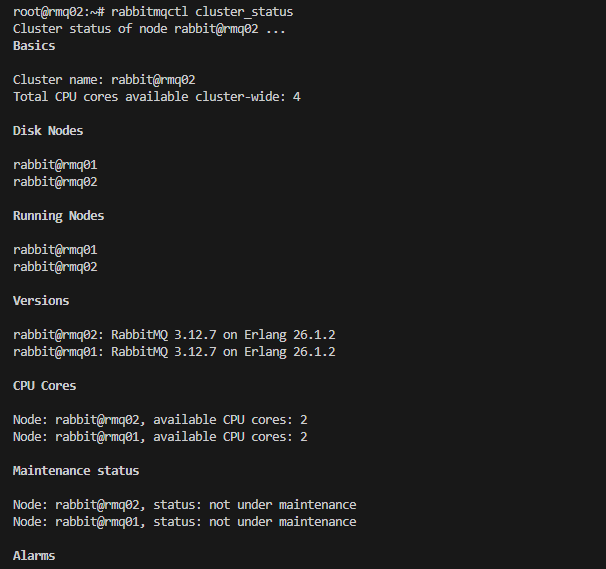 root@rmq02:~# rabbitmqctl cluster_status
Cluster status of node rabbit@rmq02 ...
Basics
Cluster name: rabbit@rmq02
Total CPU cores available cluster-wide: 4
Disk Nodes
rabbit@rmq01
rabbit@rmq02
Running Nodes
rabbit@rmq01
rabbit@rmq02
Versions
rabbit@rmq02: RabbitMQ 3.12.7 on Erlang 26.1.2
rabbit@rmq01: RabbitMQ 3.12.7 on Erlang 26.1.2
CPU Cores
Node: rabbit@rmq02, available CPU cores: 2
Node: rabbit@rmq01, available CPU cores: 2
Maintenance status
Node: rabbit@rmq02, status: not under maintenance
Node: rabbit@rmq01, status: not under maintenance
Alarms